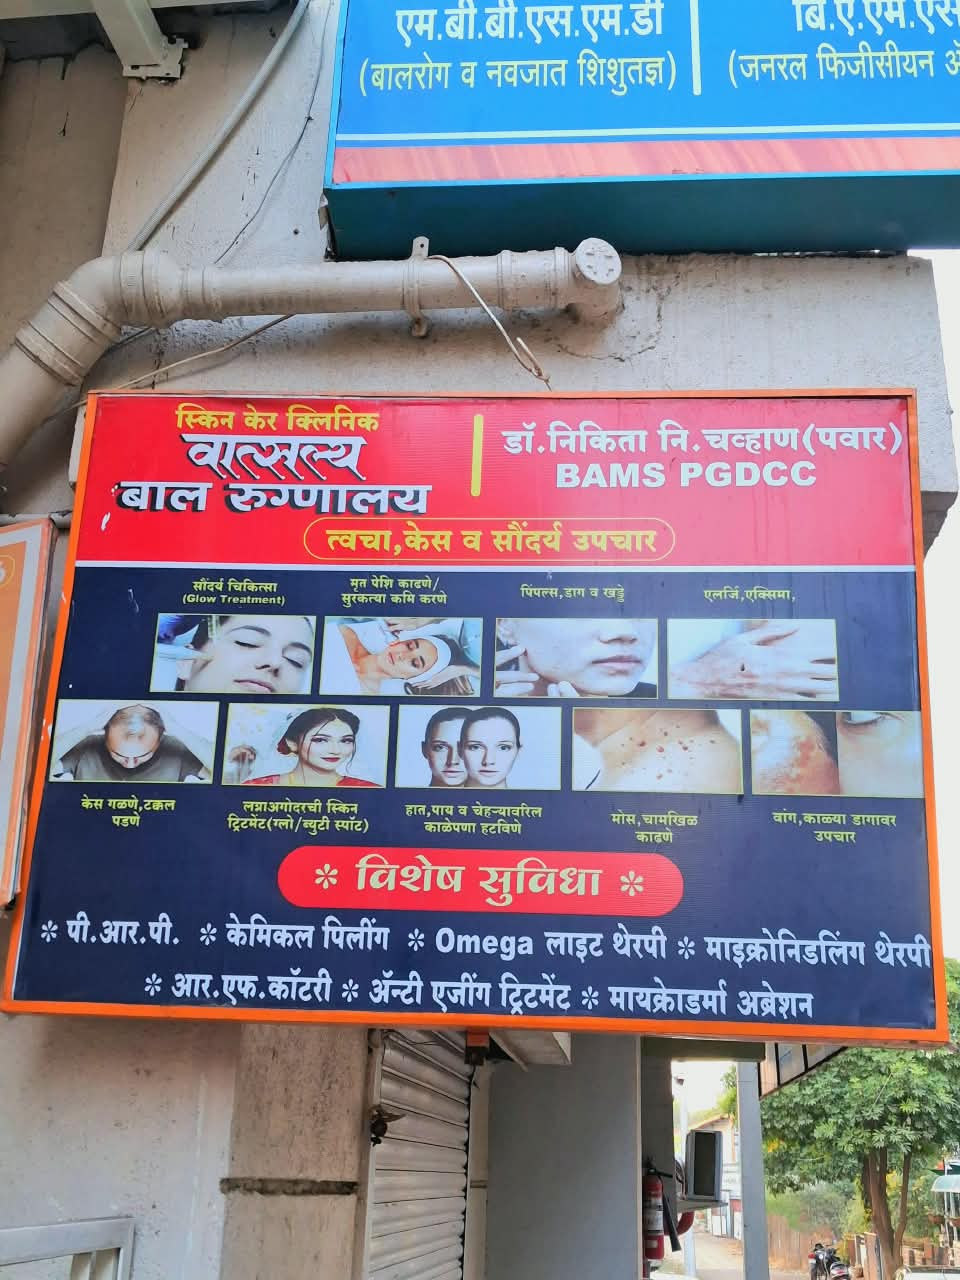 एम.बी.बी.एस.एम.डी
(बालरोग व नवजात शिशुतज्ञ)
बि.ए.एम.एस
(जनरल फिजीसीयन
स्किन केर क्लिनिक
वात्सल्य
बाल रुग्णालय
डॉ.निकिता नि.चव्हाण(पवार)
BAMS PGDCC
त्वचा,केस व सौंदर्य उपचार
सौंदर्य चिकित्सा
(Glow Treatment)
मृत पेशि काढणे/
सुरकत्या कमि करणे
पिंपल्स,डाग व खड्डे
एलर्जि,एक्सिमा,
केस गळणे,टक्कल
पडणे
लग्नाअगोदरची स्किन
ट्रिटमेंट(ग्लो/ब्युटी स्पॉट)
हात,पाय व चेहऱ्यावरिल
काळेपणा हटविणे
मोस,चामखिळ
काढणे
वांग,काळ्या डागावर
उपचार
* विशेष सुविधा *
* पी.आर.पी. * केमिकल पिलींग * Omega लाइट थेरपी * माइक्रोनिडलिंग थेरपी
* आर.एफ.कॉटरी * ॲन्टी एजींग ट्रिटमेंट * मायक्रोडर्मा अब्रेशन